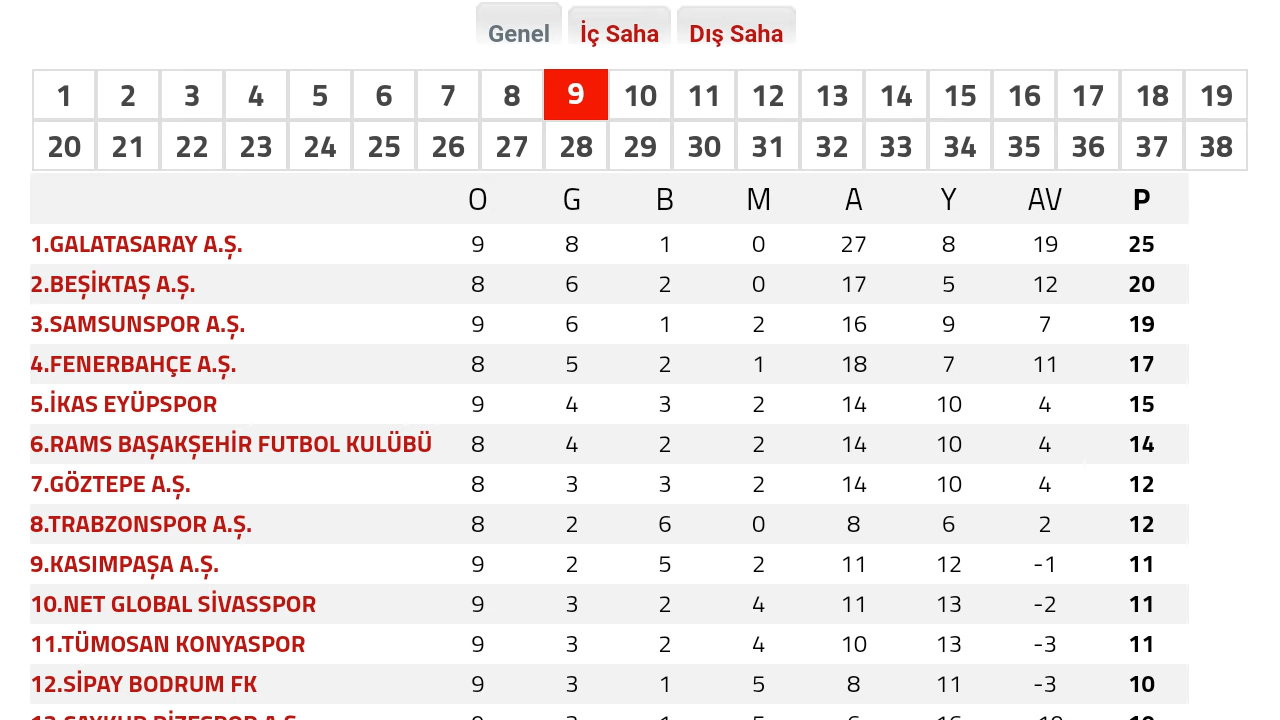 Genel İç Saha Dış Saha
1 2 3 4 5 6 7 8 9 10 11 12 13 14 15 16 17 18 19
20 21 22 23 24 25 26 27 28 29 30 31 32 33 34 35 36 37 38
O G B M A Y AV P
1.GALATASARAY A.Ş. 9 8 1 0 27 8 19 25
2.BEŞİKTAŞ A.Ş. 8 6 2 0 17 5 12 20
3.SAMSUNSPOR A.Ş. 9 6 1 2 16 9 7 19
4.FENERBAHÇE A.Ş. 8 5 2 1 18 7 11 17
5.İKAS EYÜPSPOR 9 4 3 2 14 10 4 15
6.RAMS BAŞAKŞEHİR FUTBOL KULÜBÜ 8 4 2 2 14 10 4 14
7.GÖZTEPE A.Ş. 8 3 3 2 14 10 4 12
8.TRABZONSPOR A.Ş. 8 2 6 0 8 6 2 12
9.KASIMPAŞA A.Ş. 9 2 5 2 11 12 -1 11
10.NET GLOBAL SİVASSPOR 9 3 2 4 11 13 -2 11
11.TÜMOSAN KONYASPOR 9 3 2 4 10 13 -3 11
12.SİPAY BODRUM FK 9 3 1 5 8 11 -3 10